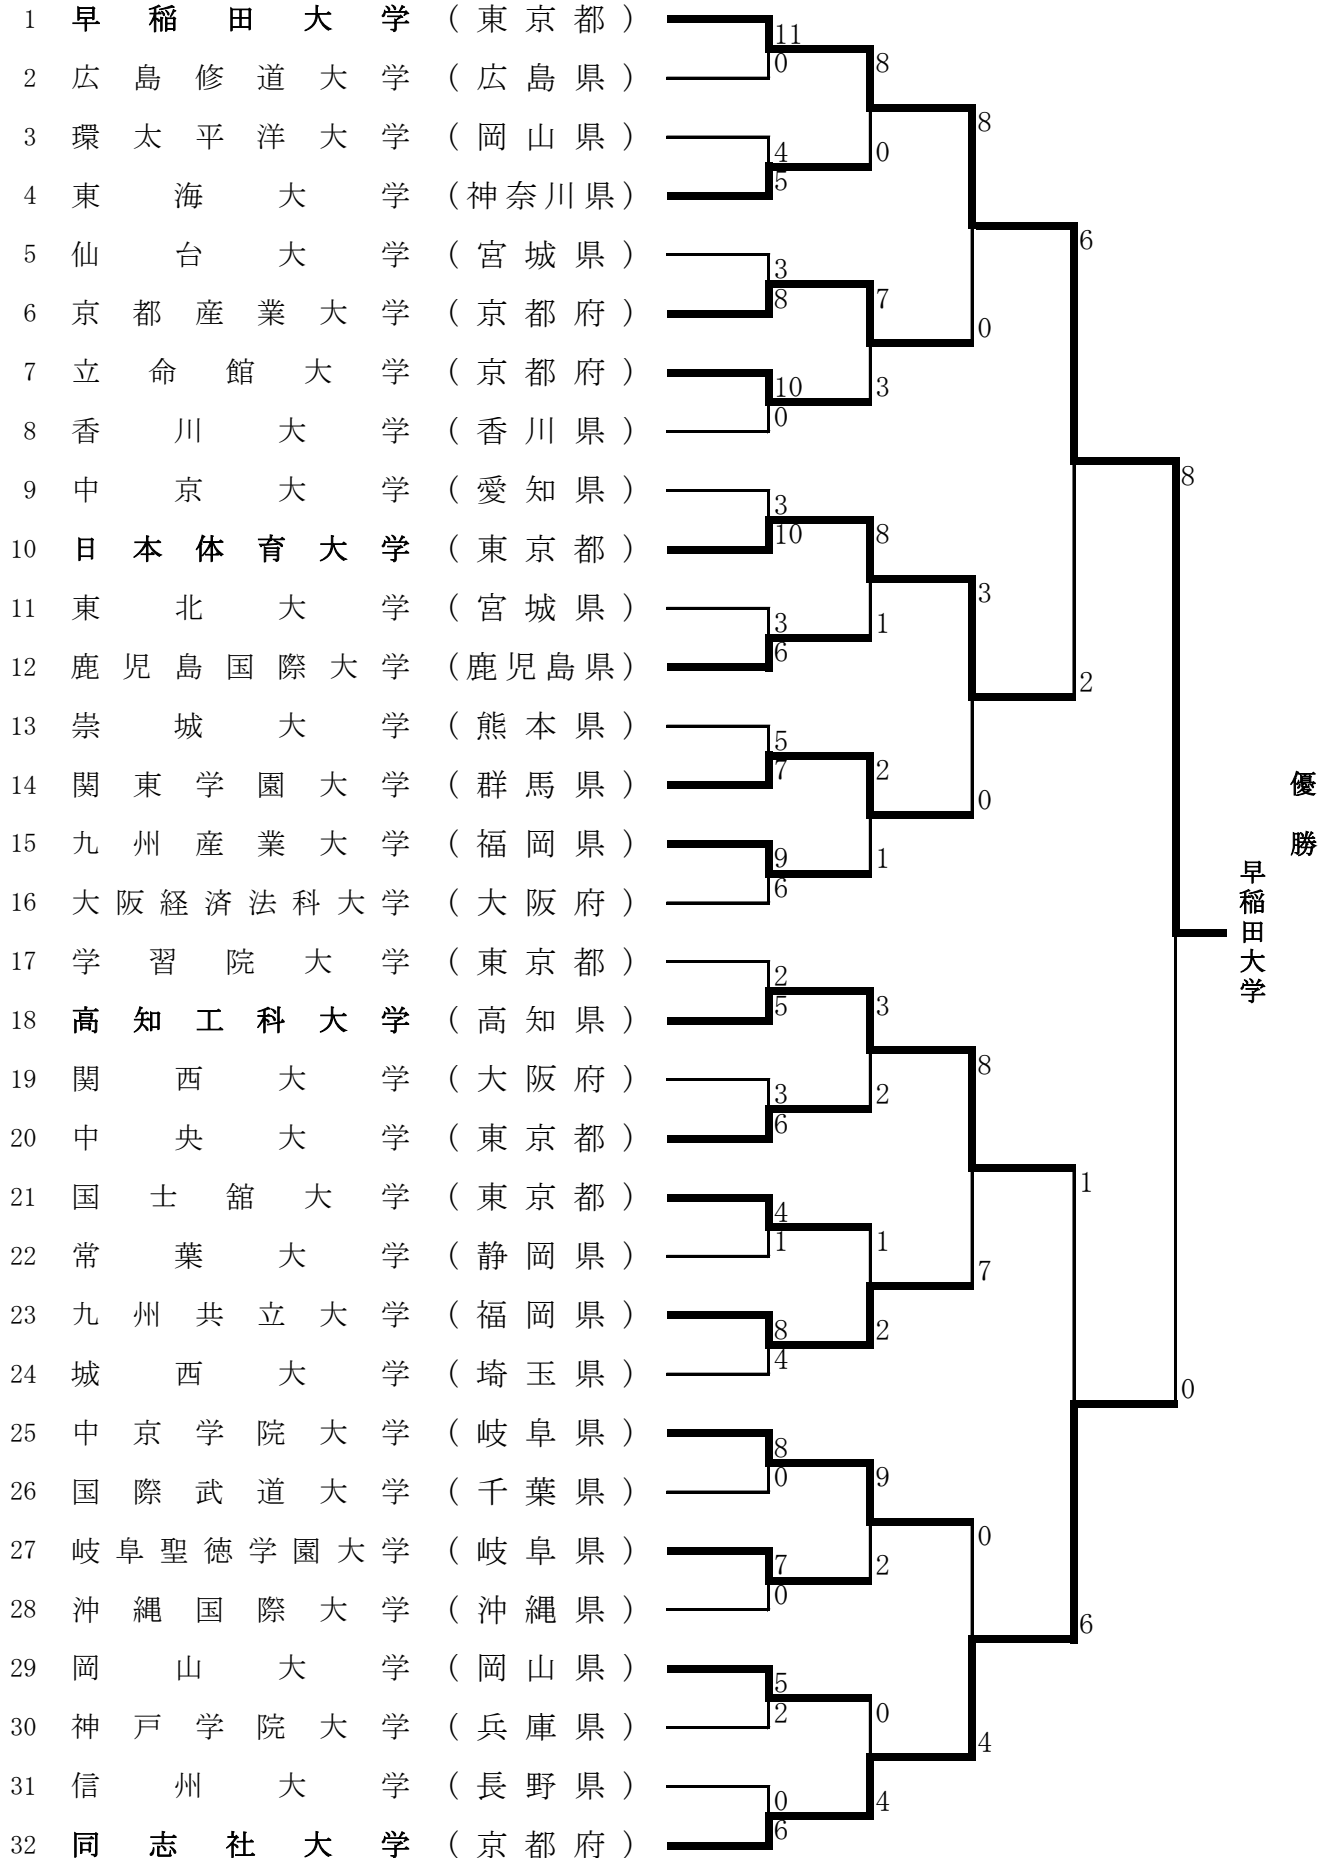 1 早稲田大学 (東京都)
11
0
8
2 広島修道大学 (広島県)
8
3 環太平洋大学 (岡山県)
4
5
0
4 東海大学 (神奈川県)
6
5 仙台大学 (宮城県)
3
8
7
6 京都産業大学 (京都府)
0
7 立命館大学 (京都府)
10
0
3
8 香川大学 (香川県)
8
9 中京大学 (愛知県)
3
10
8
10 日本体育大学 (東京都)
3
11 東北大学 (宮城県)
3
6
1
12 鹿児島国際大学 (鹿児島県)
2
13 崇城大学 (熊本県)
5
7
2
14 関東学園大学 (群馬県)
0
15 九州産業大学 (福岡県)
9
6
1
16 大阪経済法科大学 (大阪府)
優勝
早稲田大学
17 学習院大学 (東京都)
2
5
3
18 高知工科大学 (高知県)
8
19 関西大学 (大阪府)
3
6
2
20 中央大学 (東京都)
1
21 国士舘大学 (東京都)
4
1
1
22 常葉大学 (静岡県)
7
23 九州共立大学 (福岡県)
8
4
2
24 城西大学 (埼玉県)
0
25 中京学院大学 (岐阜県)
8
0
9
26 国際武道大学 (千葉県)
0
27 岐阜聖徳学園大学 (岐阜県)
7
0
2
28 沖縄国際大学 (沖縄県)
6
29 岡山大学 (岡山県)
5
2
0
30 神戸学院大学 (兵庫県)
4
31 信州大学 (長野県)
0
6
4
32 同志社大学 (京都府)